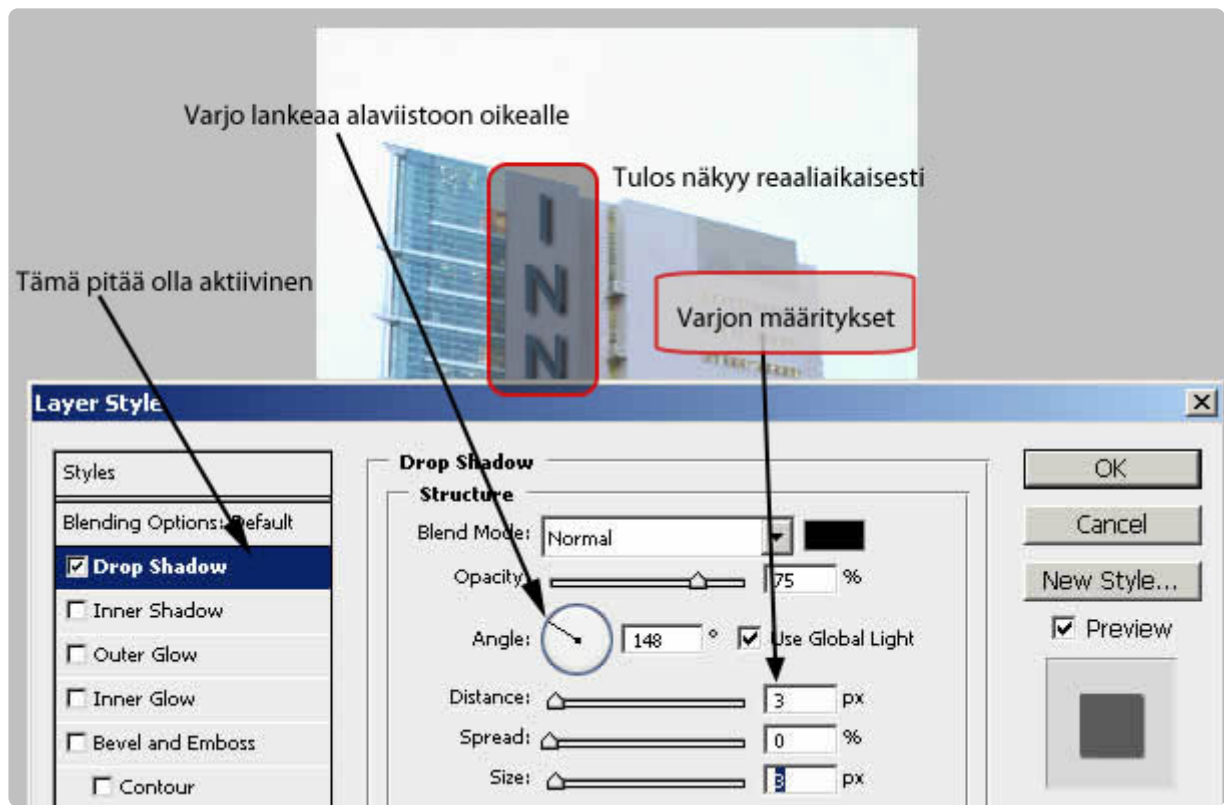 Varjo lankeaa alaviistoon oikealle
Tulos näkyy reaaliaikaisesti
I
N
N
Tämä pitää olla aktiivinen
Varjon määritykset
Layer Style
Styles
Blending Options: Default
Drop Shadow
Inner Shadow
Outer Glow
Inner Glow
Bevel and Emboss
Contour
Drop Shadow
Structure
Blend Mode: Normal
Opacity: 75 %
Angle: 148 ° Use Global Light
Distance: 3 px
Spread: 0 %
Size: 3 px
OK
Cancel
New Style...
Preview